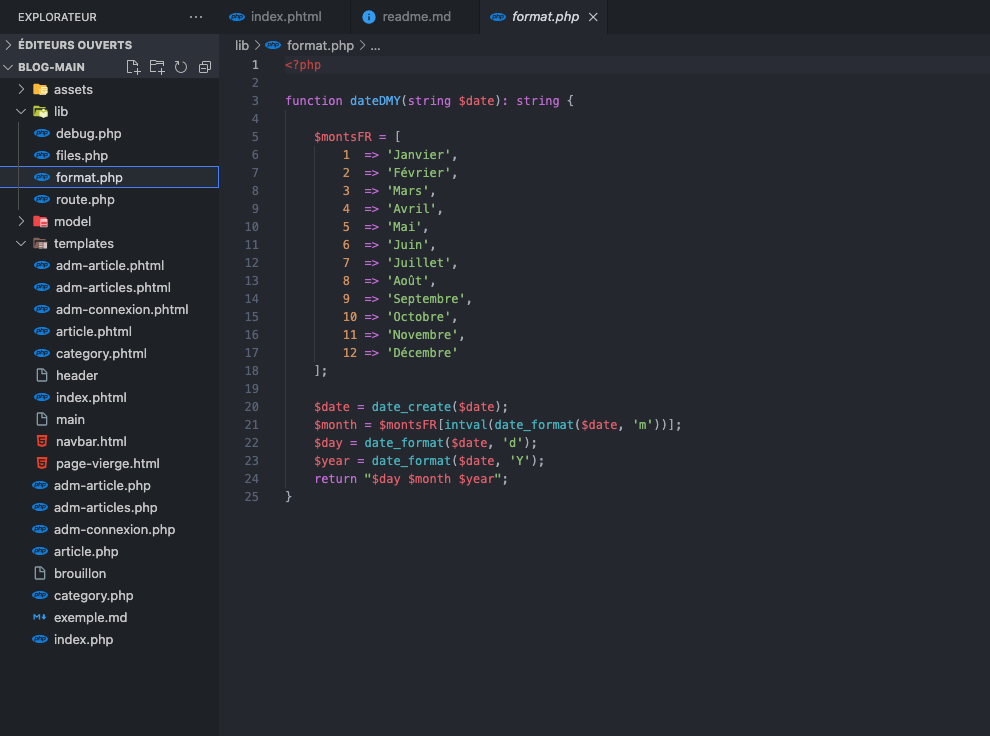 EXPLORATEUR ···
index.phtml
readme.md
format.php
ÉDITEURS OUVERTS
BLOG-MAIN
assets
lib
debug.php
files.php
format.php
route.php
model
templates
adm-article.phtml
adm-articles.phtml
adm-connexion.phtml
article.phtml
category.phtml
header
index.phtml
main
navbar.html
page-vierge.html
adm-article.php
adm-articles.php
adm-connexion.php
article.php
brouillon
category.php
exemple.md
index.php
lib > format.php > ...
1 <?php
2
3 function dateDMY(string $date): string {
4
5 $montsFR = [
6 1 => 'Janvier',
7 2 => 'Février',
8 3 => 'Mars',
9 4 => 'Avril',
10 5 => 'Mai',
11 6 => 'Juin',
12 7 => 'Juillet',
13 8 => 'Août',
14 9 => 'Septembre',
15 10 => 'Octobre',
16 11 => 'Novembre',
17 12 => 'Décembre'
18 ];
19
20 $date = date_create($date);
21 $month = $montsFR[intval(date_format($date, 'm'))];
22 $day = date_format($date, 'd');
23 $year = date_format($date, 'Y');
24 return "$day $month $year";
25 }